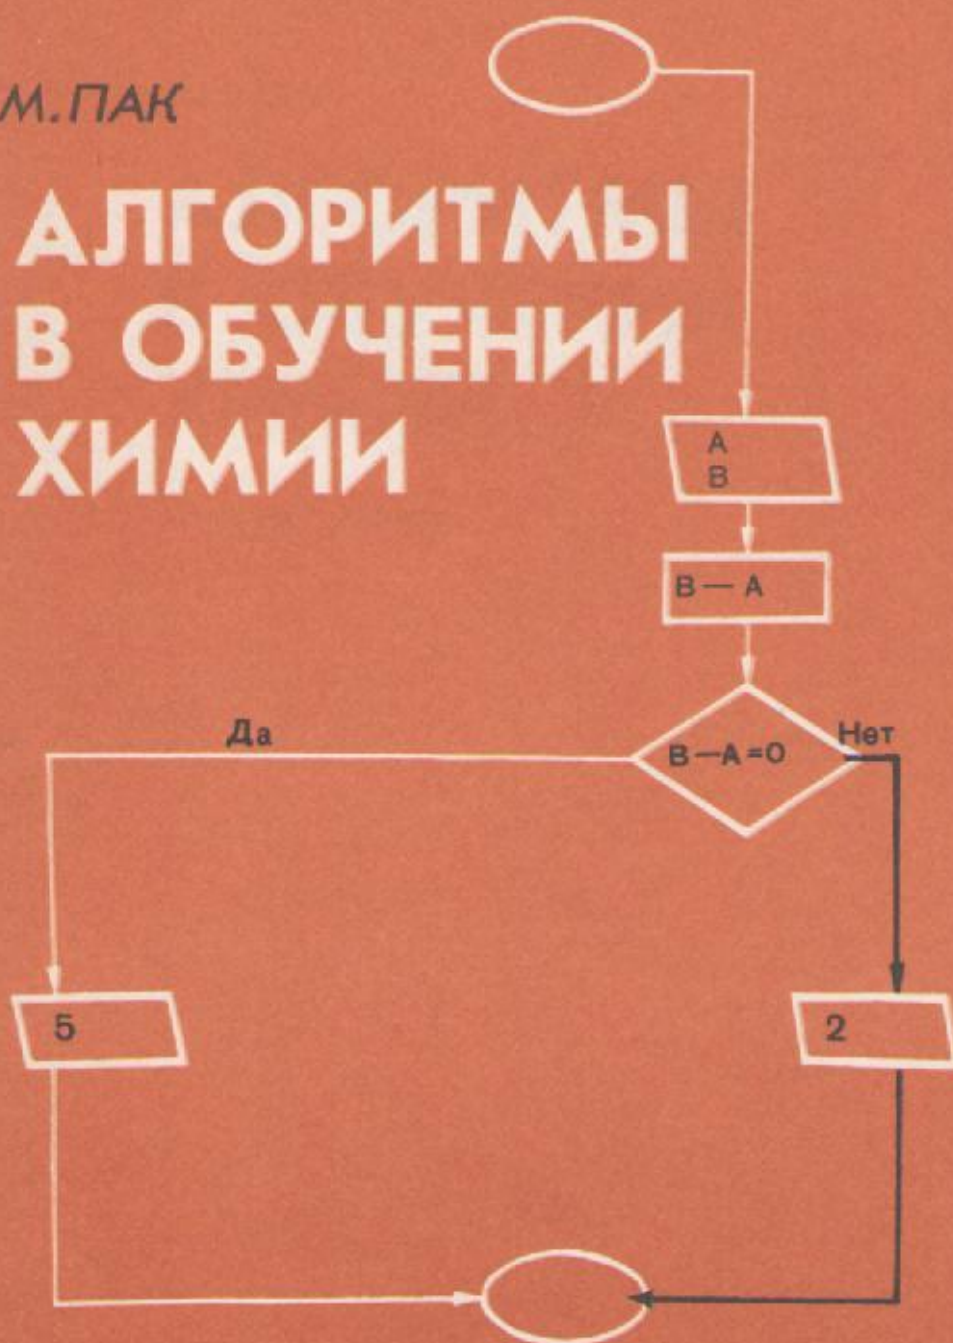 М.ПАК
АЛГОРИТМЫ
В ОБУЧЕНИИ
ХИМИИ
А
В
В — А
Да
В —А =0
Нет
5
2